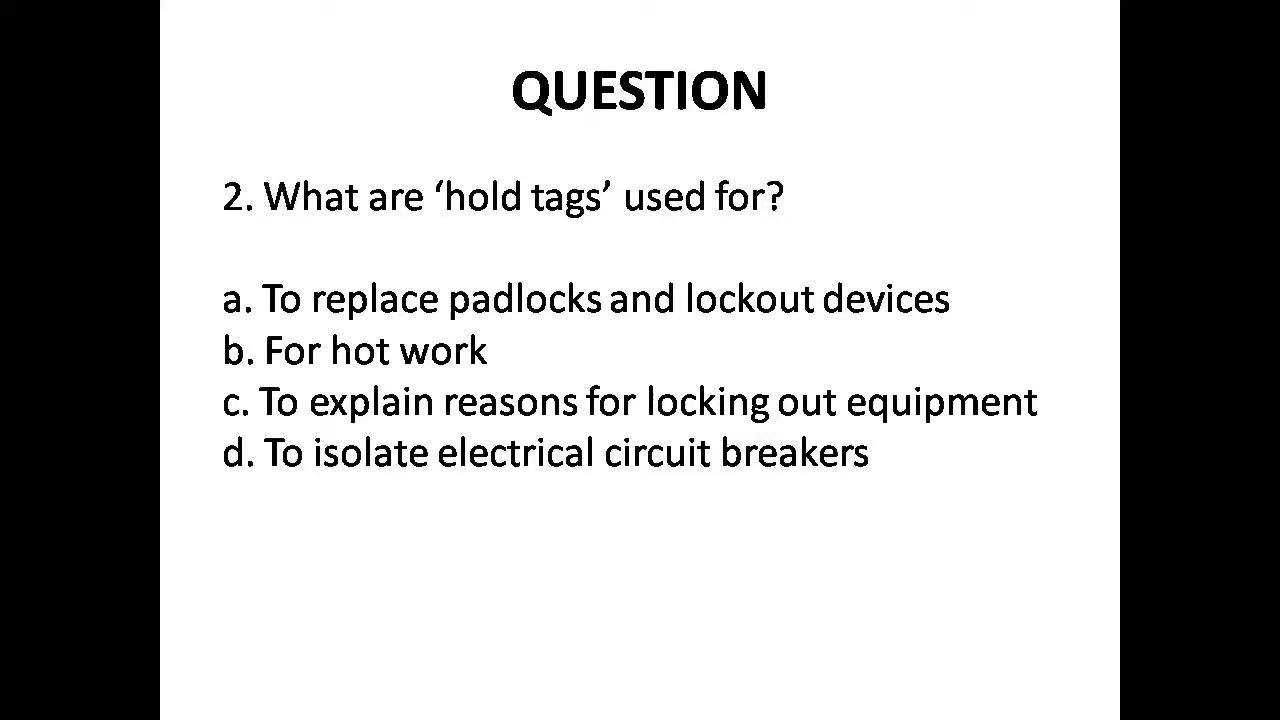 QUESTION
2. What are ‘hold tags’ used for?
a. To replace padlocks and lockout devices
b. For hot work
c. To explain reasons for locking out equipment
d. To isolate electrical circuit breakers